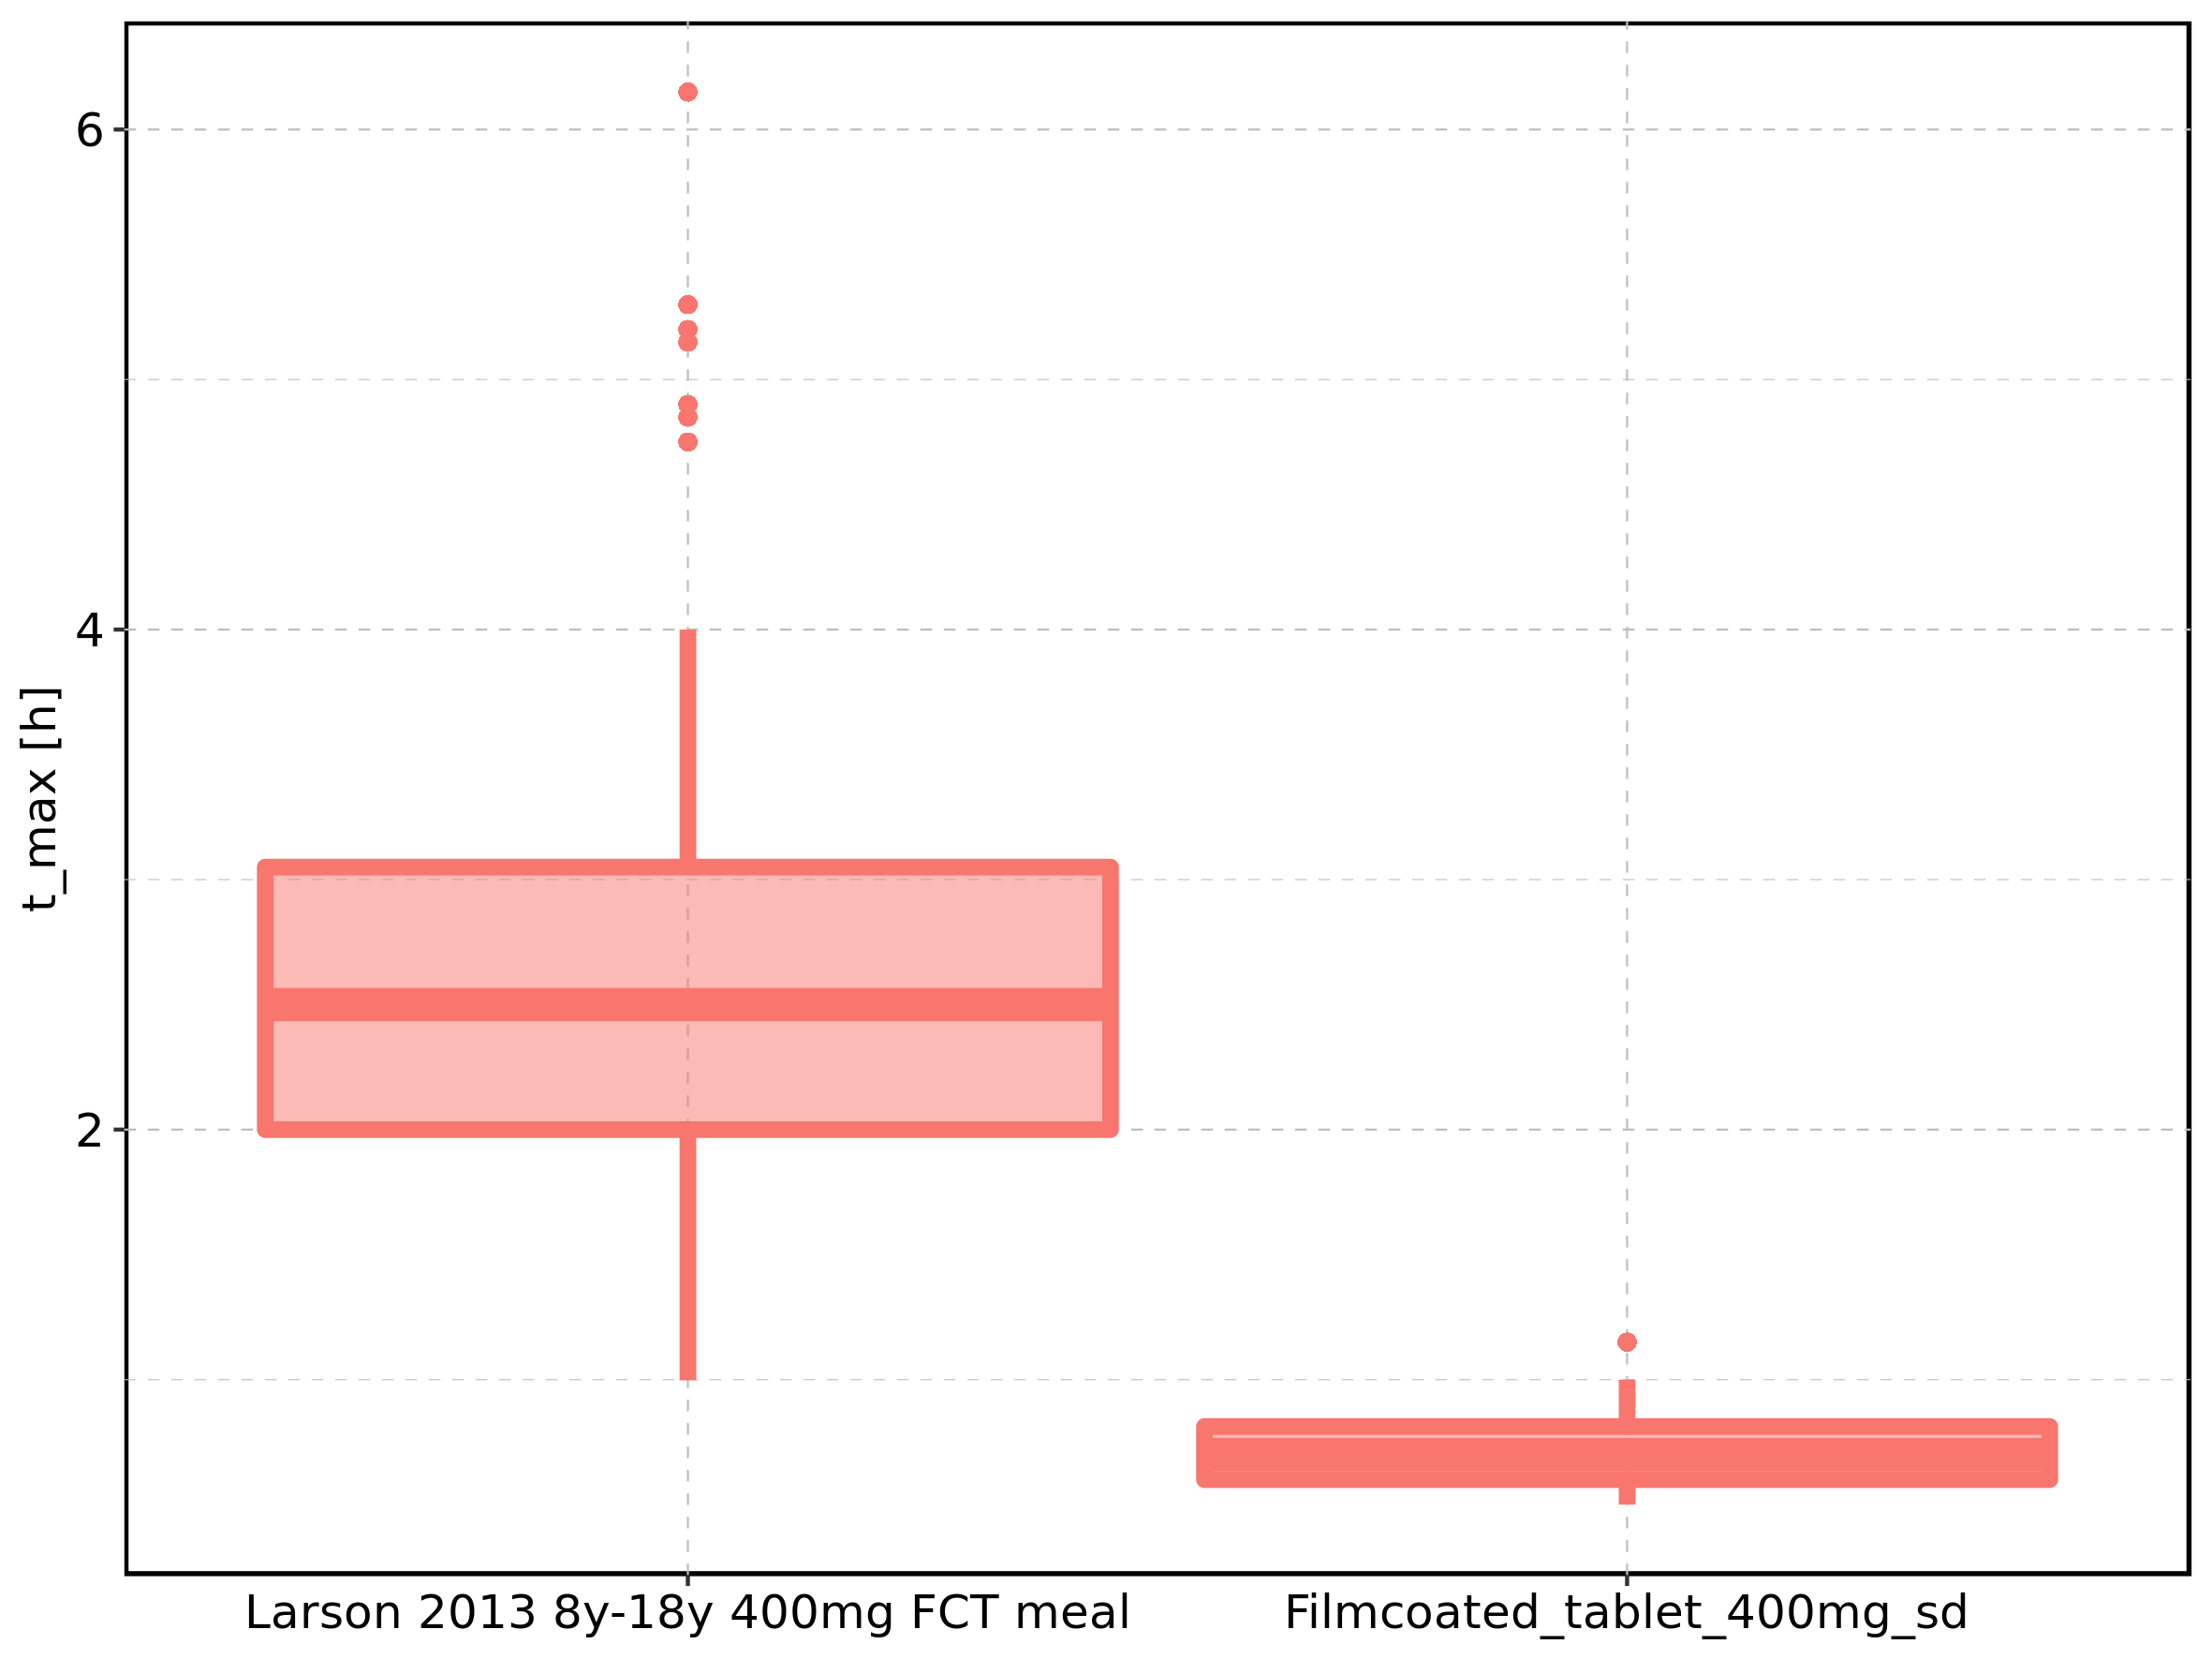 t_max [h]
6
4
2
Larson 2013 8y-18y 400mg FCT meal
Filmcoated_tablet_400mg_sd